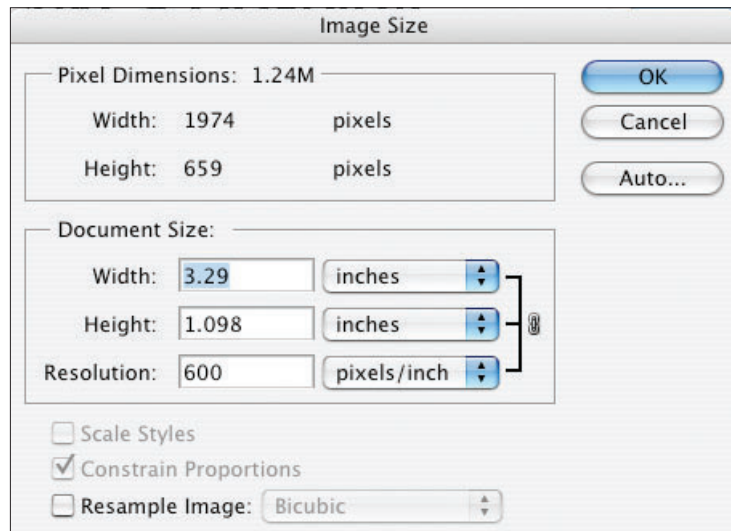 Image Size
Pixel Dimensions: 1.24M
Width: 1974 pixels
Height: 659 pixels
OK
Cancel
Auto...
Document Size:
Width: 3.29 inches
Height: 1.098 inches
Resolution: 600 pixels/inch
Scale Styles
Constrain Proportions
Resample Image: Bicubic